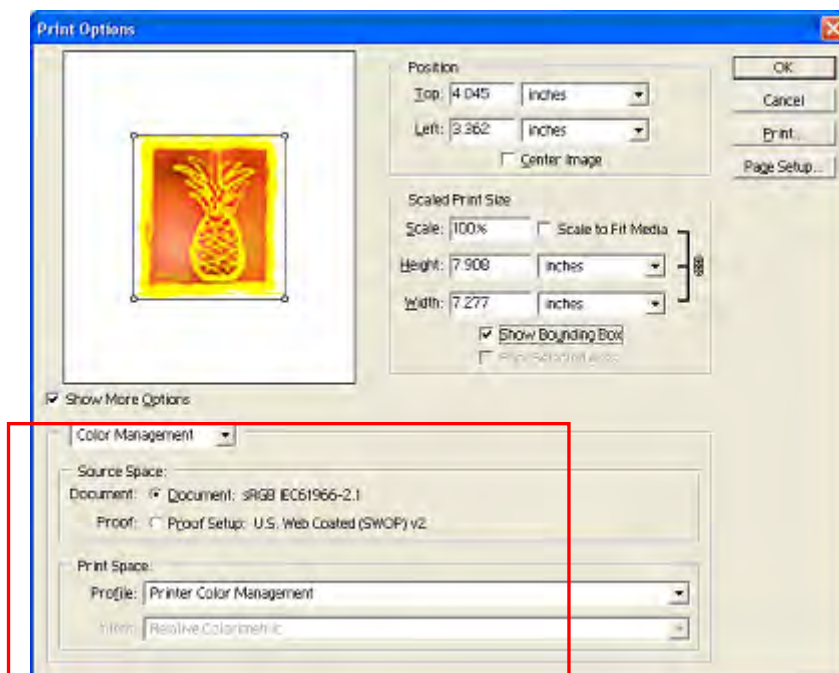 Print Options
Position
Top: 4.045 inches
Left: 3.362 inches
Center Image
OK
Cancel
Print...
Page Setup...
Scaled Print Size
Scale: 100% Scale to Fit Media
Height: 7.908 inches
Width: 7.277 inches
Show Bounding Box
Show More Options
Color Management
Source Space:
Document: Document: sRGB IEC61966-2.1
Proof: Proof Setup: U.S. Web Coated (SWOP) v2
Print Space:
Profile: Printer Color Management
Intent: Relative Colorimetric